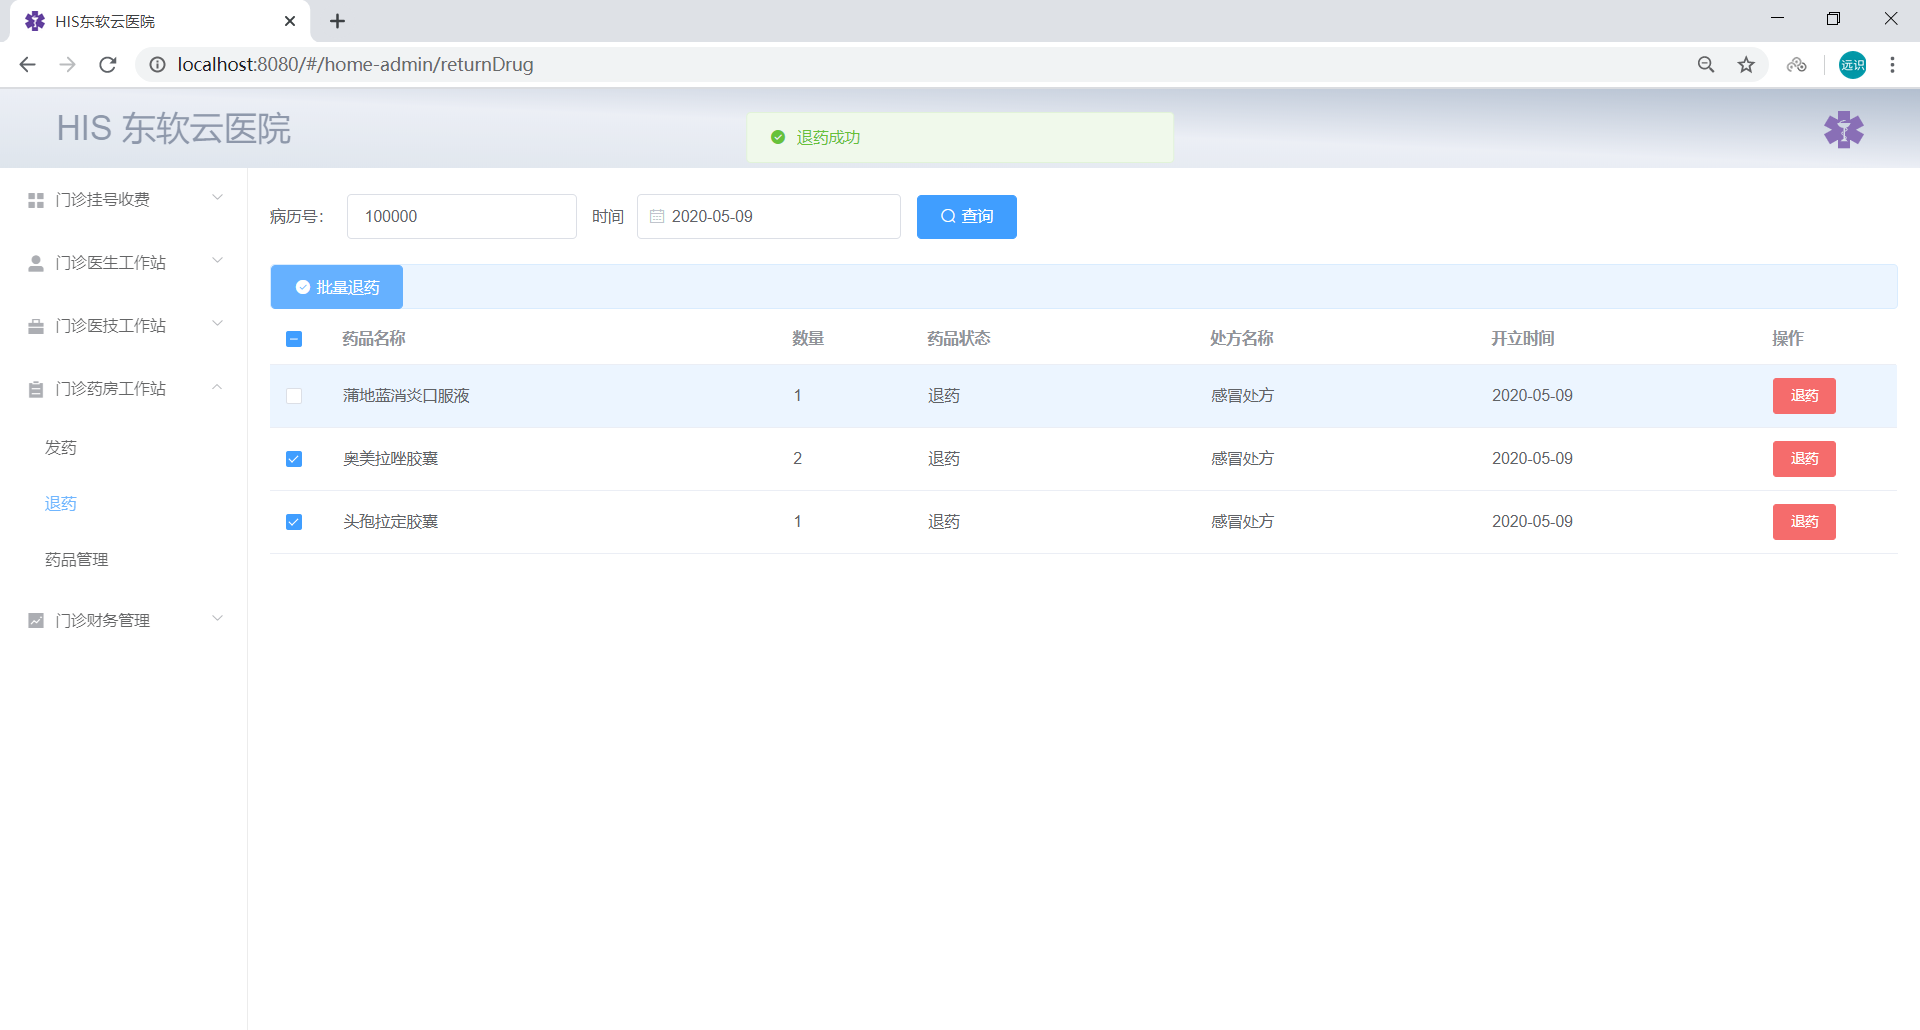 HIS东软云医院
localhost:8080/#/home-admin/returnDrug
远识
HIS 东软云医院
退药成功
门诊挂号收费
门诊医生工作站
门诊医技工作站
门诊药房工作站
发药
退药
药品管理
门诊财务管理
病历号： 100000 时间 2020-05-09 查询
批量退药
药品名称 数量 药品状态 处方名称 开立时间 操作
蒲地蓝消炎口服液 1 退药 感冒处方 2020-05-09 退药
奥美拉唑胶囊 2 退药 感冒处方 2020-05-09 退药
头孢拉定胶囊 1 退药 感冒处方 2020-05-09 退药